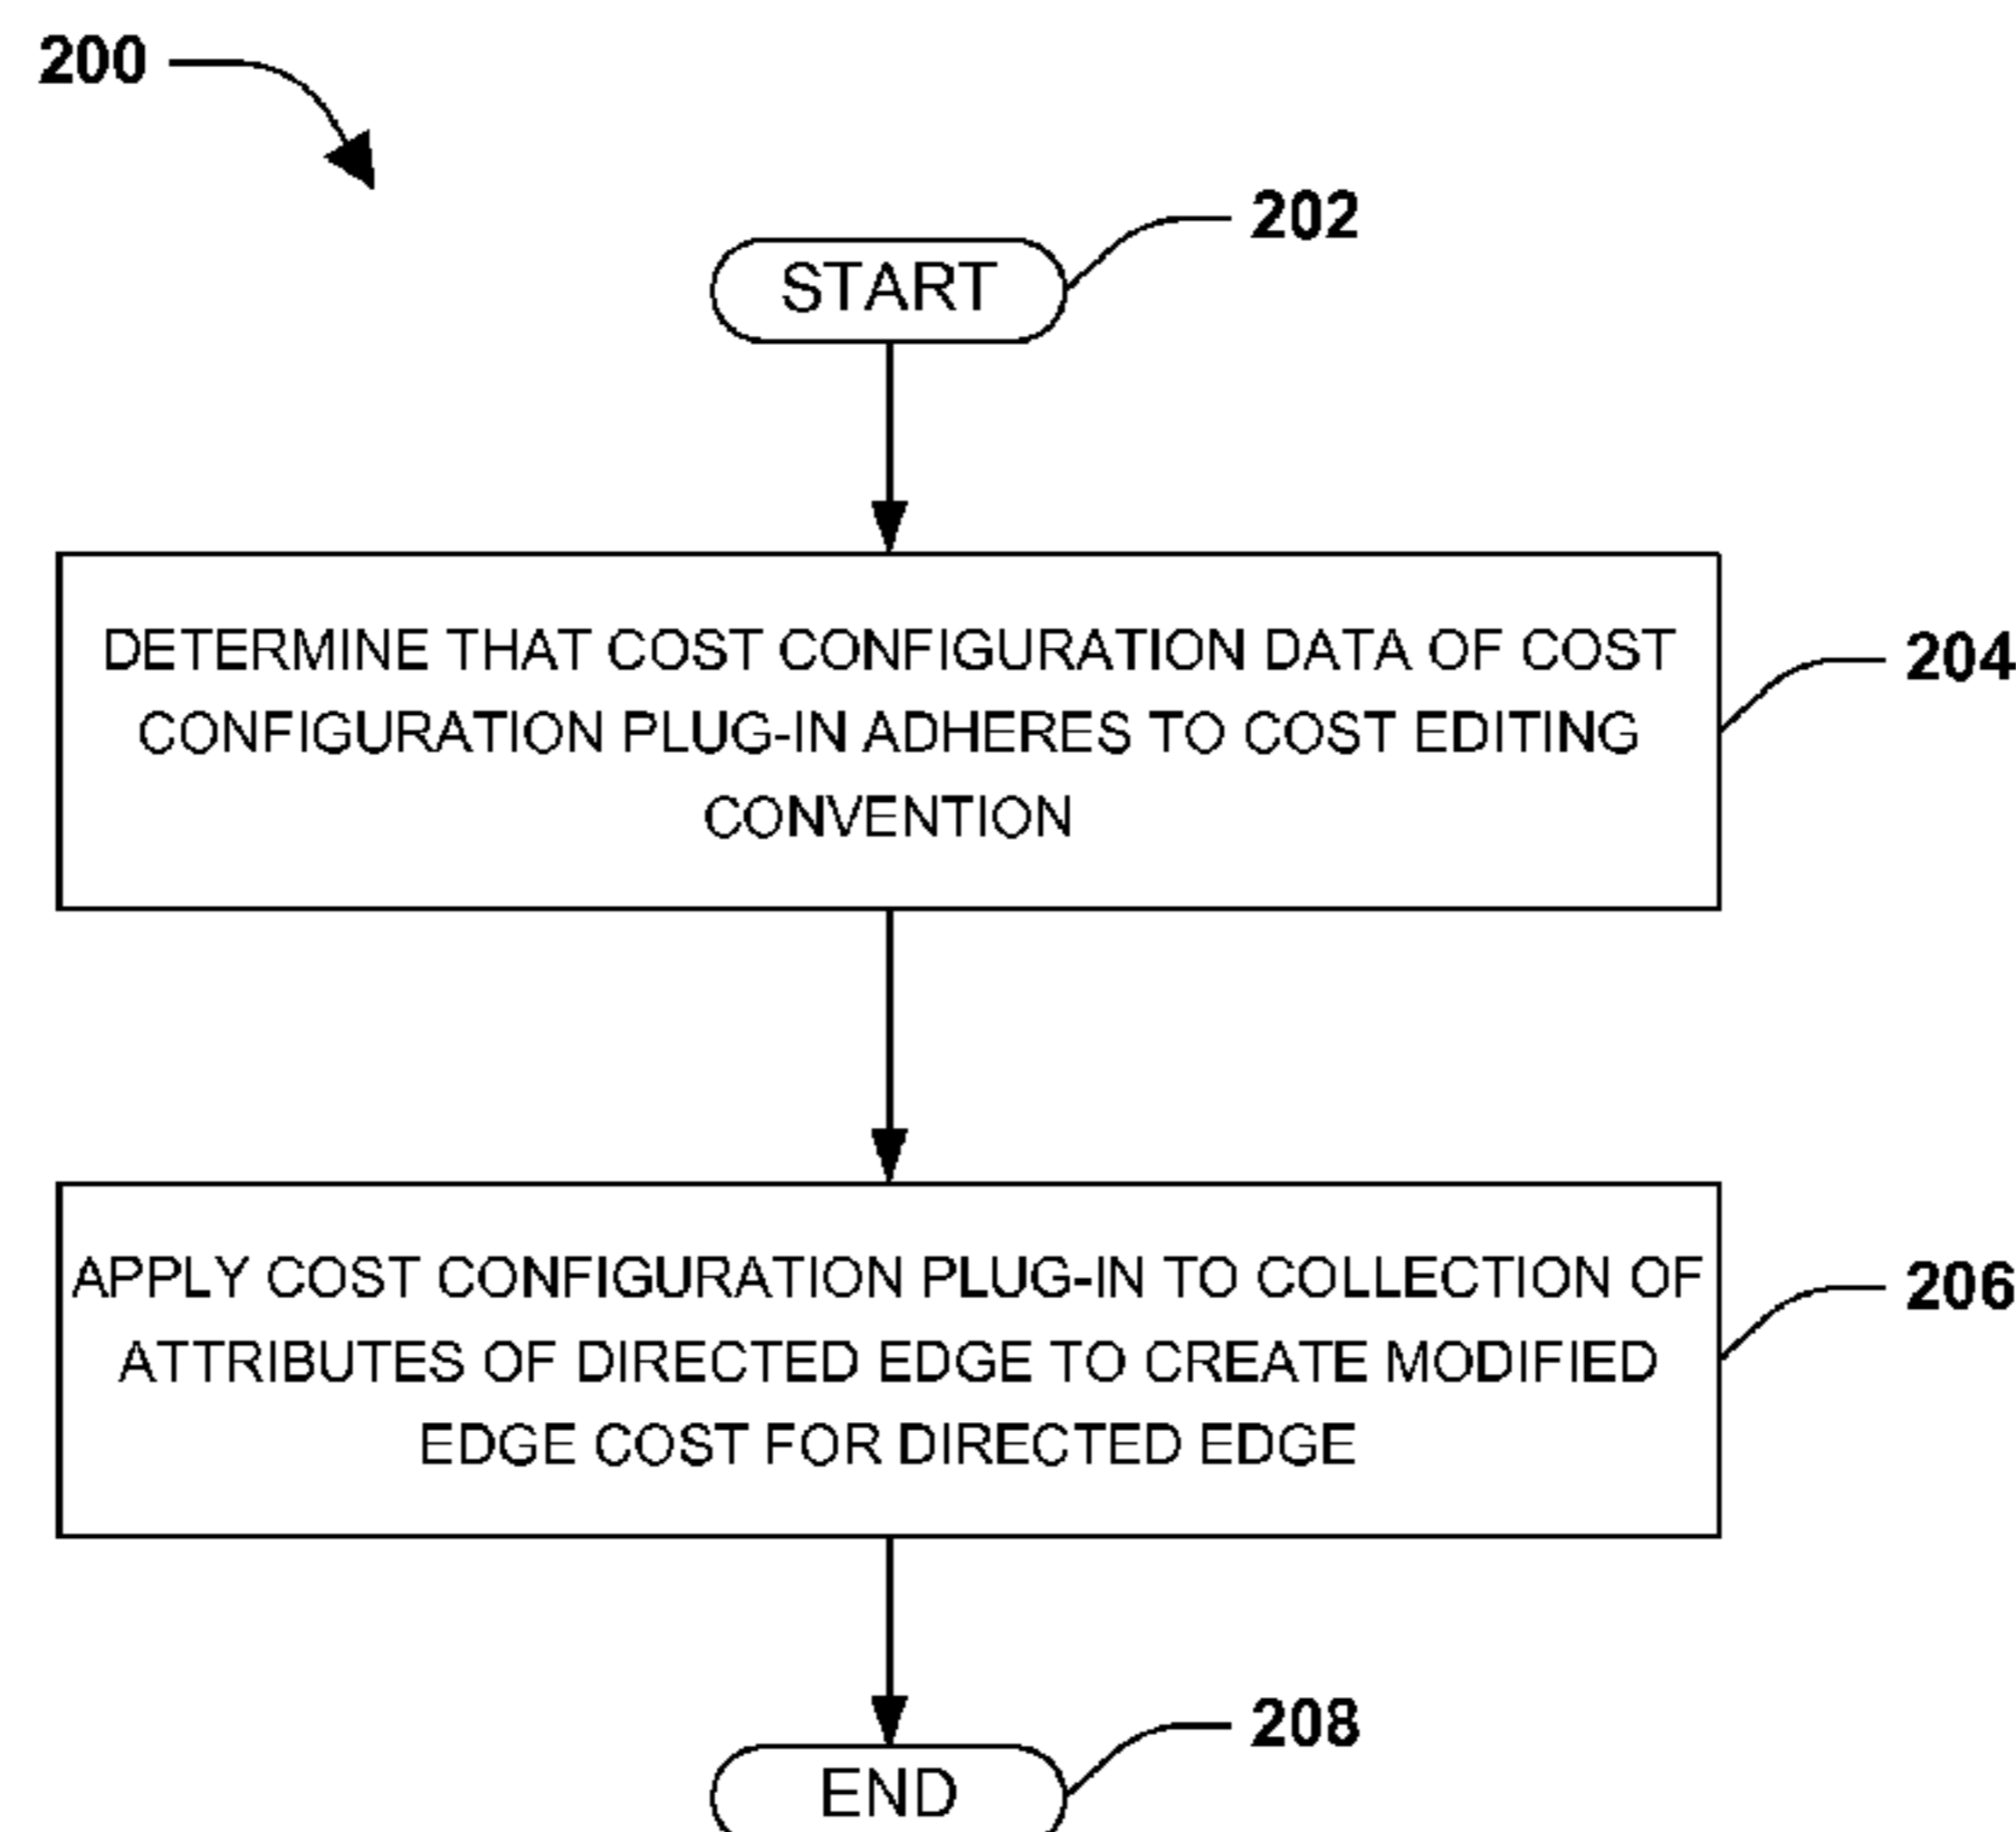 200
202
START
DETERMINE THAT COST CONFIGURATION DATA OF COST
CONFIGURATION PLUG-IN ADHERES TO COST EDITING
CONVENTION
204
APPLY COST CONFIGURATION PLUG-IN TO COLLECTION OF
ATTRIBUTES OF DIRECTED EDGE TO CREATE MODIFIED
EDGE COST FOR DIRECTED EDGE
206
208
END